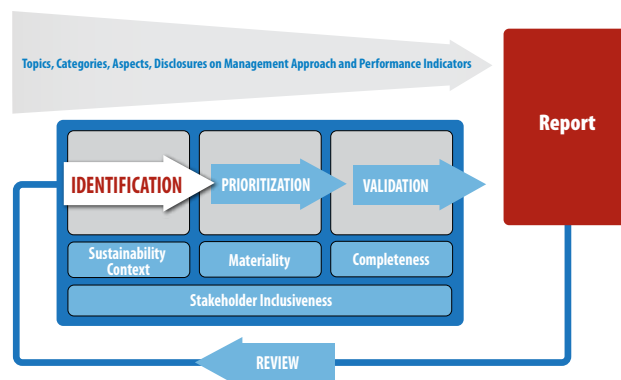 Topics, Categories, Aspects, Disclosures on Management Approach and Performance Indicators
Report
IDENTIFICATION
PRIORITIZATION
VALIDATION
Sustainability
Context
Materiality
Completeness
Stakeholder Inclusiveness
REVIEW